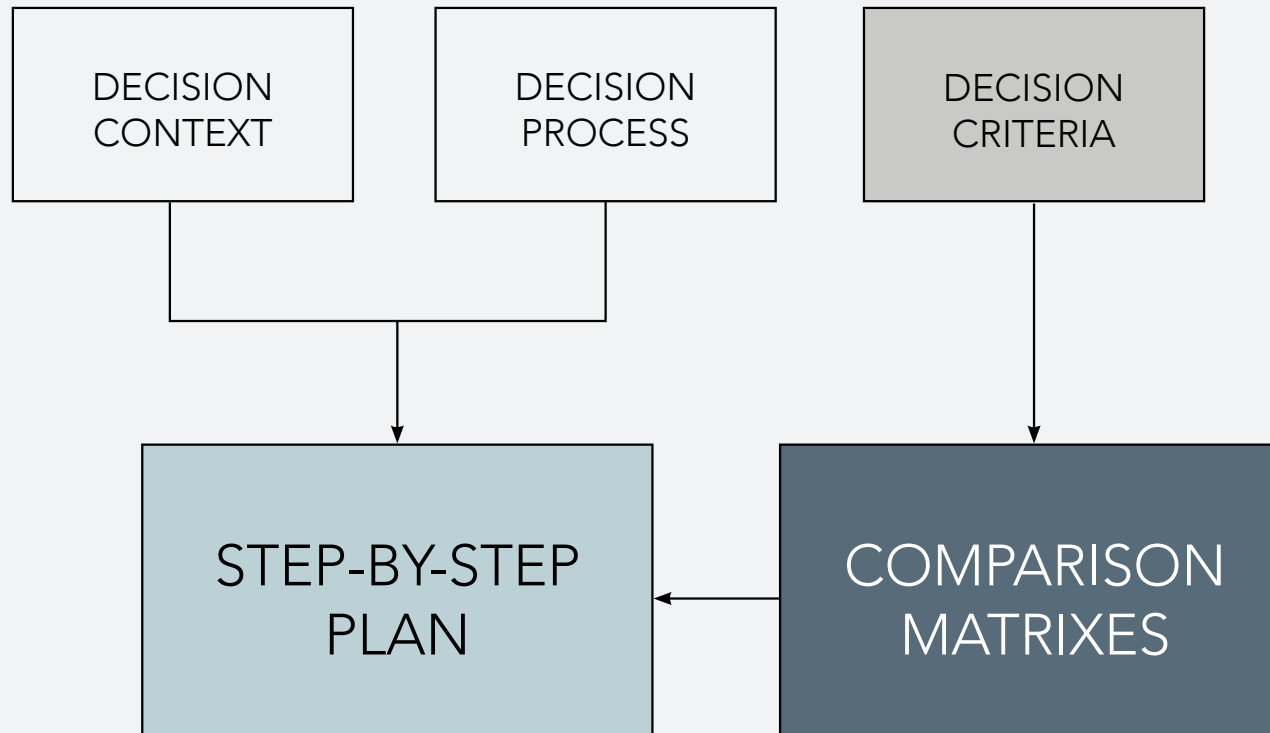 DECISION
CONTEXT
DECISION
PROCESS
DECISION
CRITERIA
STEP-BY-STEP
PLAN
COMPARISON
MATRIXES